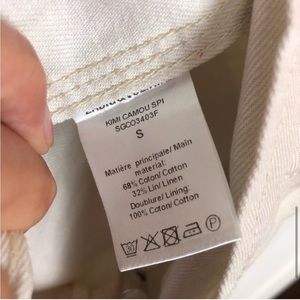 KIMI CAMOU SPI
SGCO3403F
S
Matière principale/ Main
material:
68% Coton/ Cotton
32% Lin/ Linen
Doublure/ Lining:
100% Coton/ Cotton
30